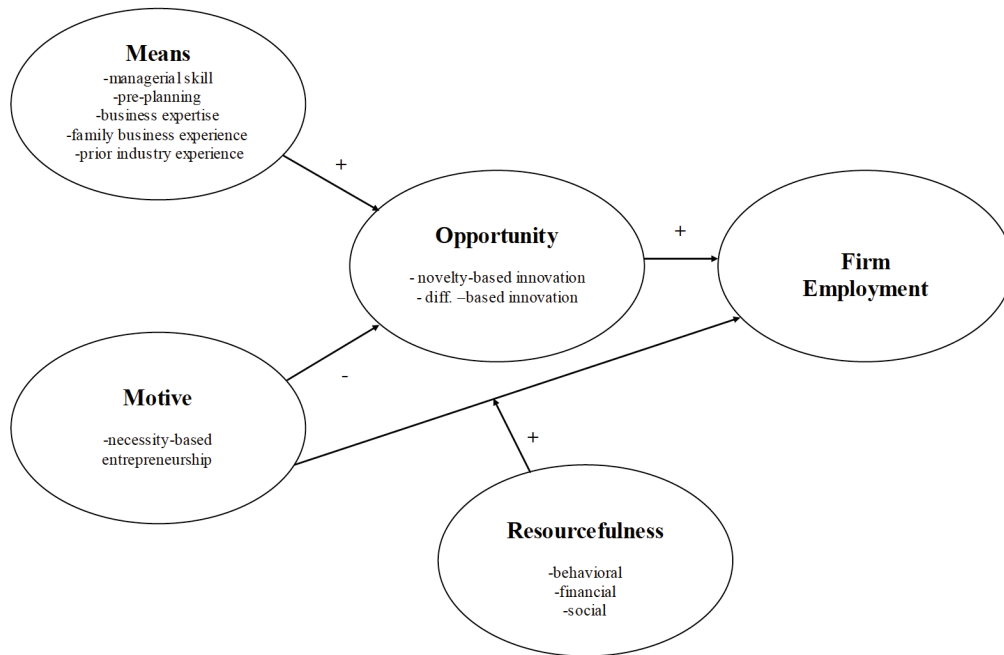 Means
-managerial skill
-pre-planning
-business expertise
-family business experience
-prior industry experience
+
Opportunity
- novelty-based innovation
- diff. –based innovation
+
Firm
Employment
-
Motive
-necessity-based
entrepreneurship
+
Resourcefulness
-behavioral
-financial
-social